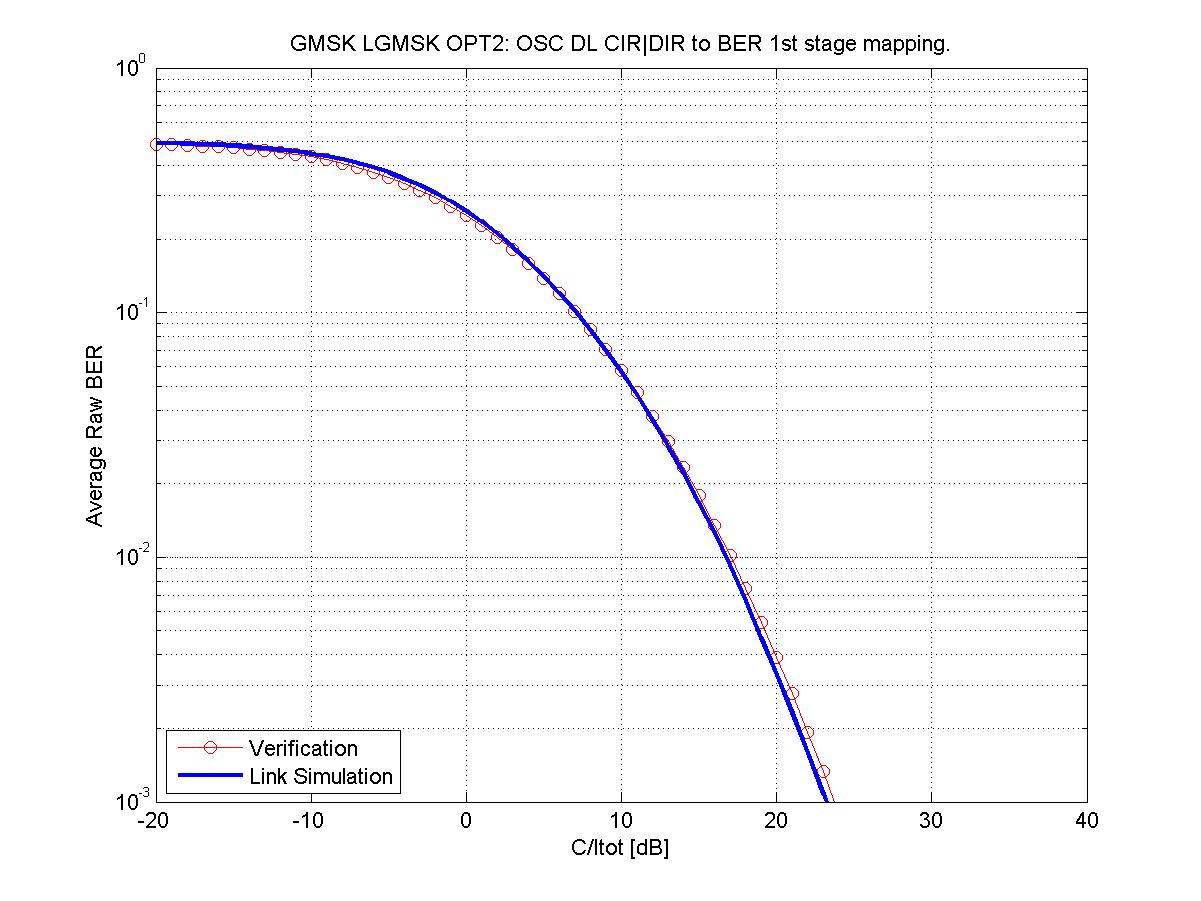 GMSK LGMSK OPT2: OSC DL CIR|DIR to BER 1st stage mapping.
10^0
10^-1
10^-2
10^-3
Average Raw BER
Verification
Link Simulation
-20 -10 0 10 20 30 40
C/Itot [dB]